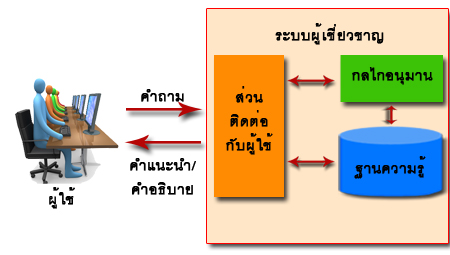 ระบบผู้เชี่ยวชาญ
คำถาม
ส่วน
ติดต่อ
กับผู้ใช้
กลไกอนุมาน
คำแนะนำ/
คำอธิบาย
ฐานความรู้
ผู้ใช้